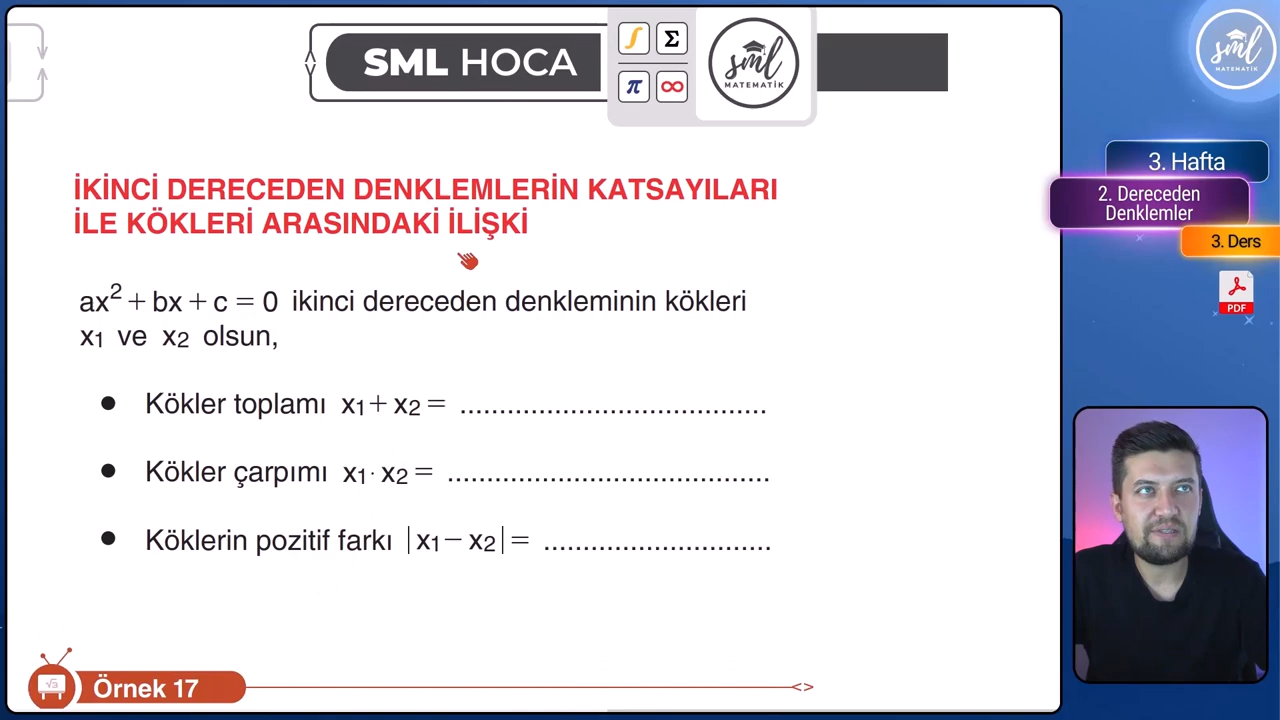 SML HOCA
∫ Σ
π ∞
sml
MATEMATİK
sml
MATEMATİK
3. Hafta
2. Dereceden
Denklemler
3. Ders
PDF
İKİNCİ DERECEDEN DENKLEMLERİN KATSAYILARI
İLE KÖKLERİ ARASINDAKİ İLİŞKİ
ax² + bx + c = 0 ikinci dereceden denkleminin kökleri
x₁ ve x₂ olsun,
● Kökler toplamı x₁ + x₂ = .......................................
● Kökler çarpımı x₁ · x₂ = .........................................
● Köklerin pozitif farkı |x₁ − x₂| = .............................
√3
Örnek 17
<>